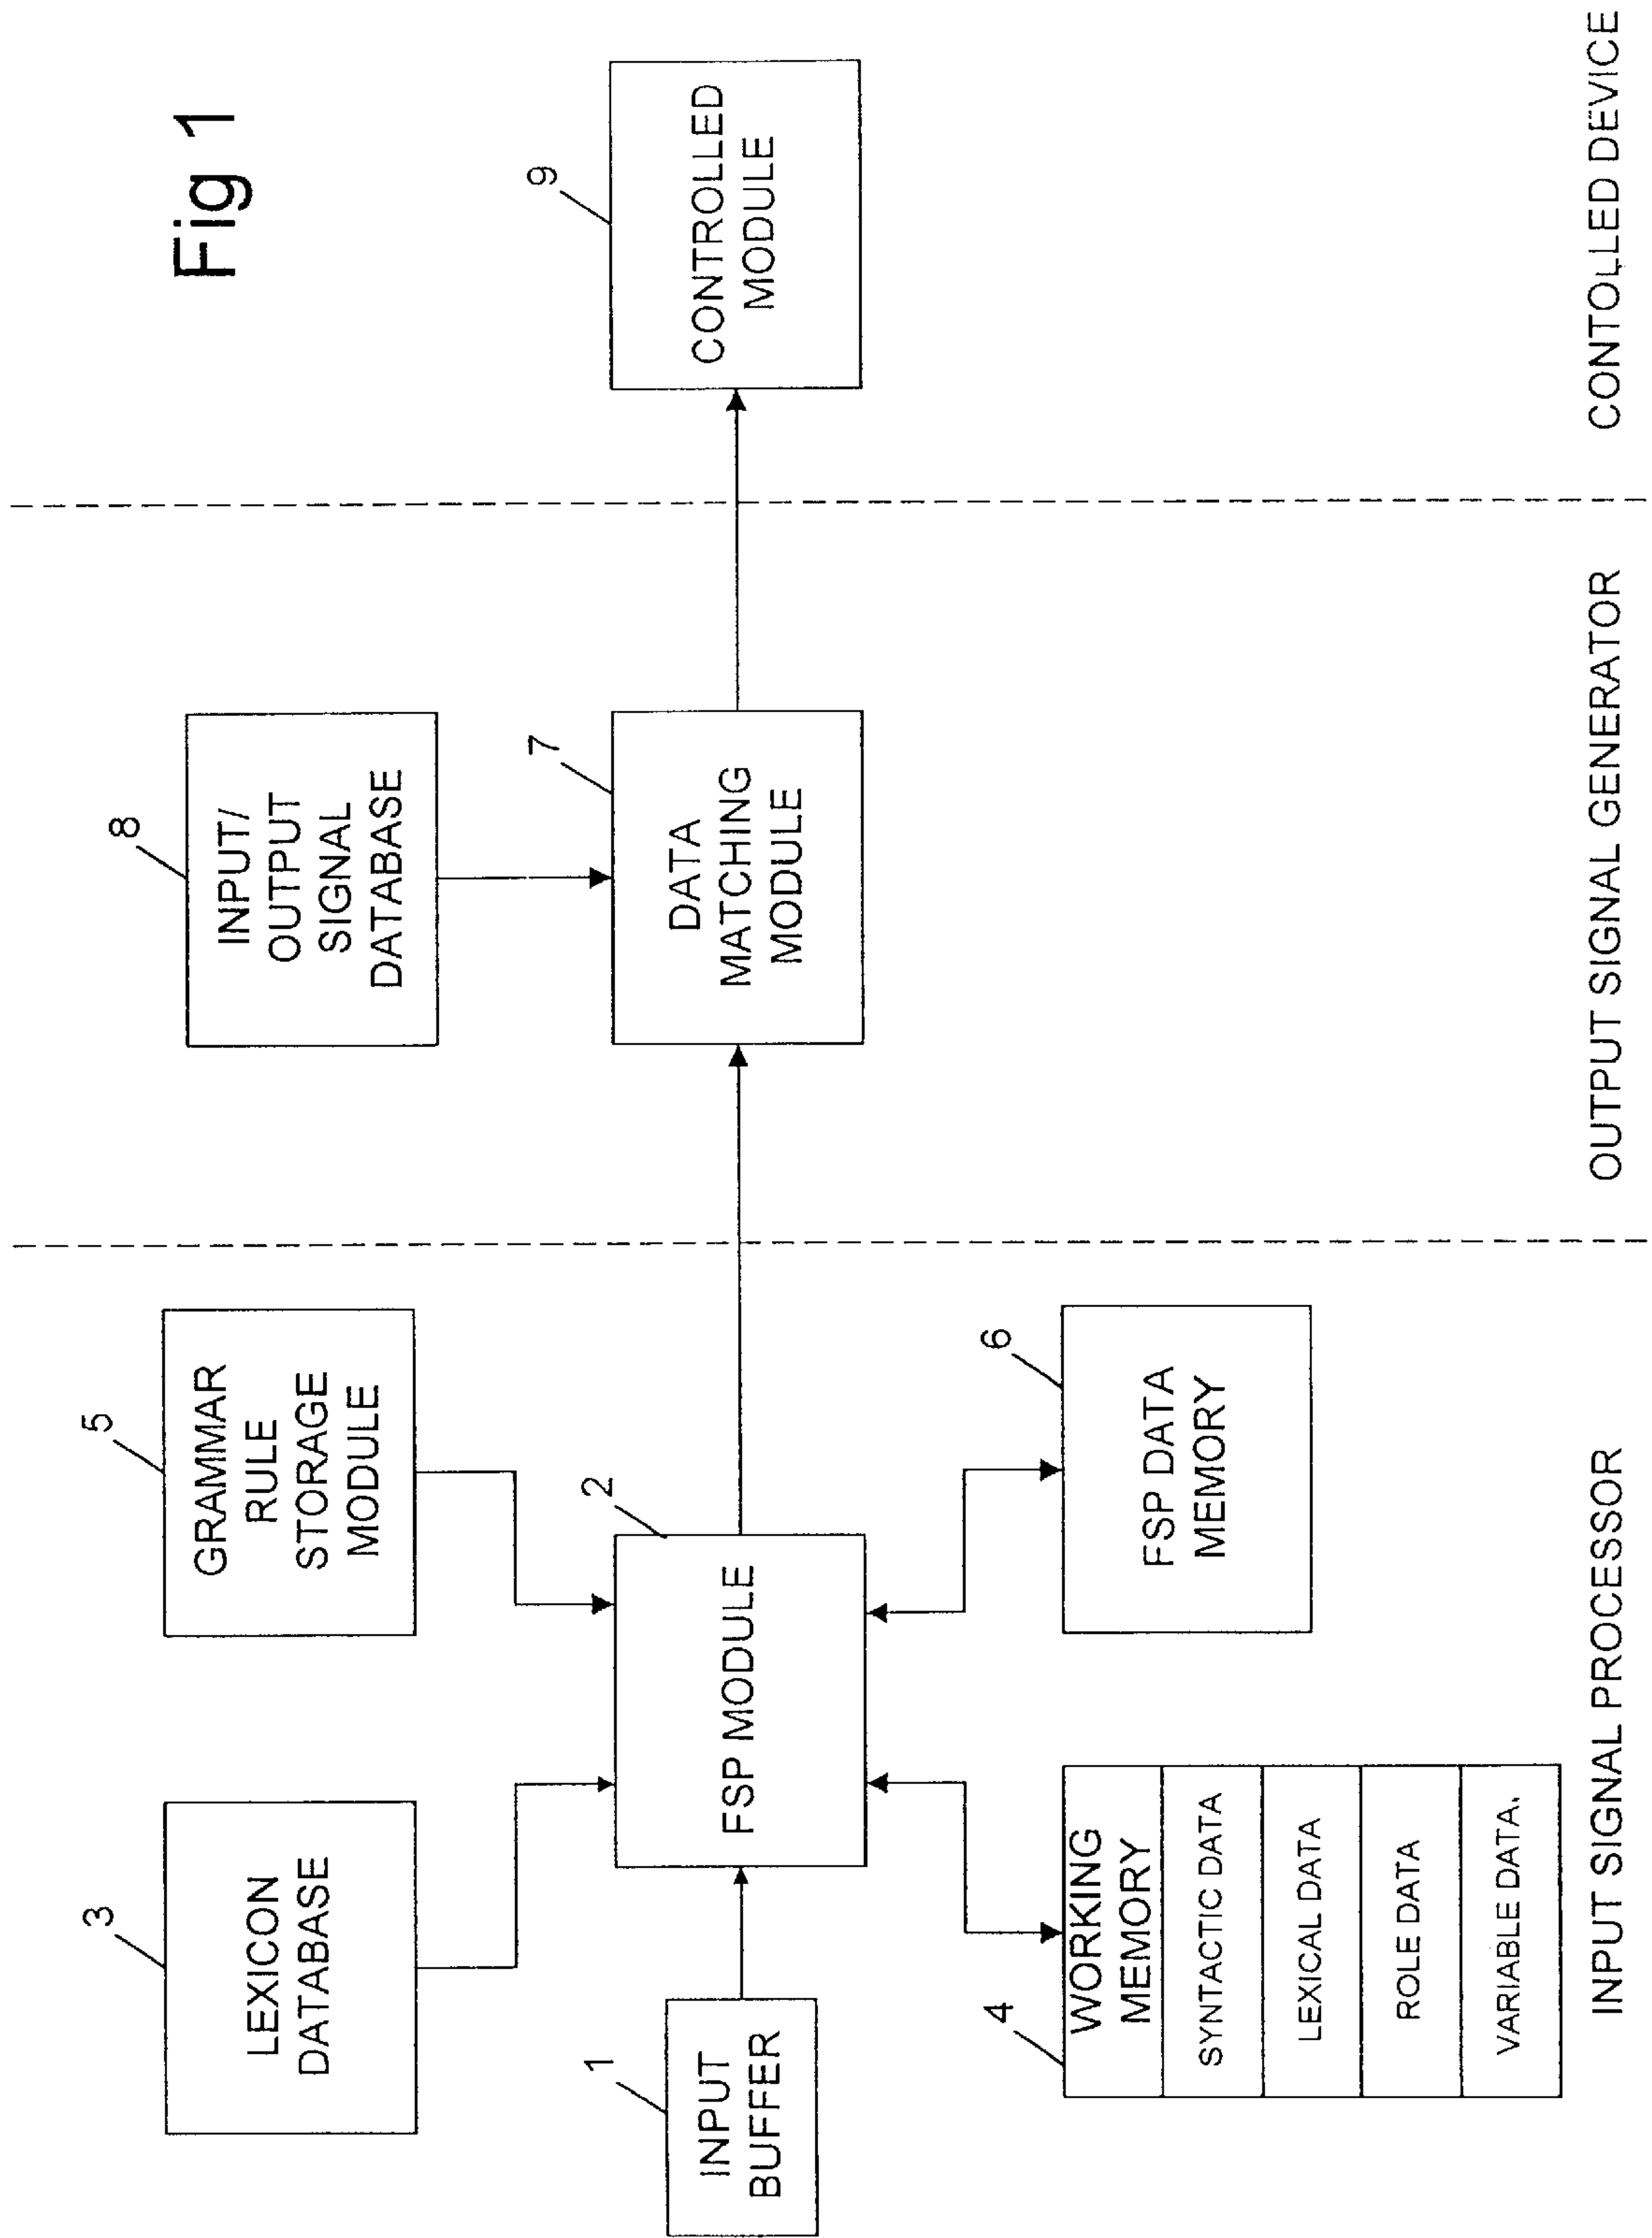 Fig 1
3
LEXICON
DATABASE
5
GRAMMAR
RULE
STORAGE
MODULE
8
INPUT/
OUTPUT
SIGNAL
DATABASE
1
INPUT
BUFFER
2
FSP MODULE
7
DATA
MATCHING
MODULE
9
CONTROLLED
MODULE
4
WORKING
MEMORY
SYNTACTIC DATA
LEXICAL DATA
ROLE DATA
VARIABLE DATA.
6
FSP DATA
MEMORY
INPUT SIGNAL PROCESSOR
OUTPUT SIGNAL GENERATOR
CONTOLLED DEVICE